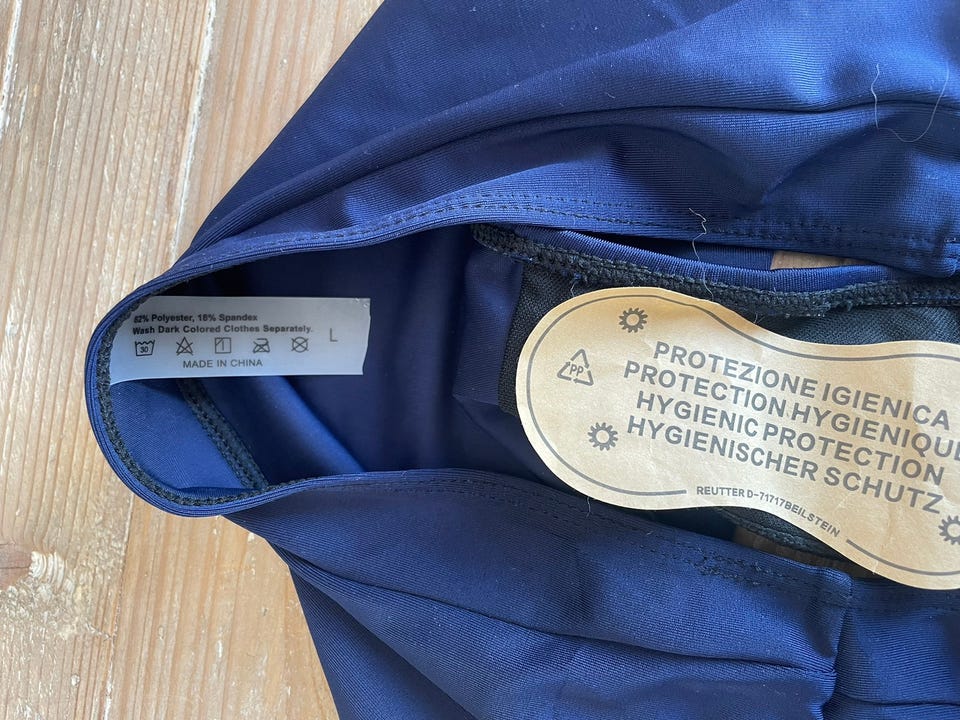 82% Polyester, 18% Spandex
Wash Dark Colored Clothes Separately.
30
L
MADE IN CHINA
PP
PROTEZIONE IGIENICA
PROTECTION HYGIENIQUE
HYGIENIC PROTECTION
HYGIENISCHER SCHUTZ
REUTTER D-71717BEILSTEIN